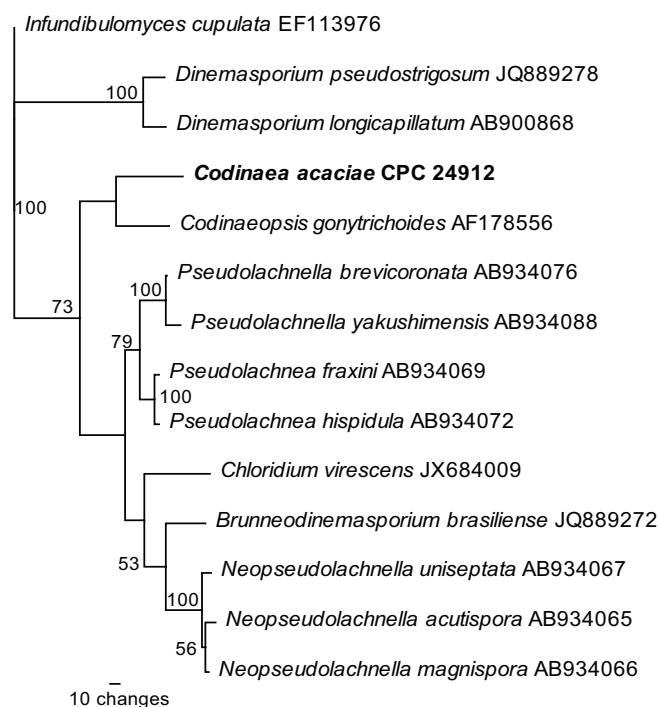 Infundibulomyces cupulata EF113976
Dinemasporium pseudostrigosum JQ889278
100
Dinemasporium longicapillatum AB900868
Codinaea acaciae CPC 24912
100
Codinaeopsis gonytrichoides AF178556
Pseudolachnella brevicoronata AB934076
100
73
Pseudolachnella yakushimensis AB934088
79
Pseudolachnea fraxini AB934069
100
Pseudolachnea hispidula AB934072
Chloridium virescens JX684009
Brunneodinemasporium brasiliense JQ889272
53
Neopseudolachnella uniseptata AB934067
100
Neopseudolachnella acutispora AB934065
56
Neopseudolachnella magnispora AB934066
10 changes